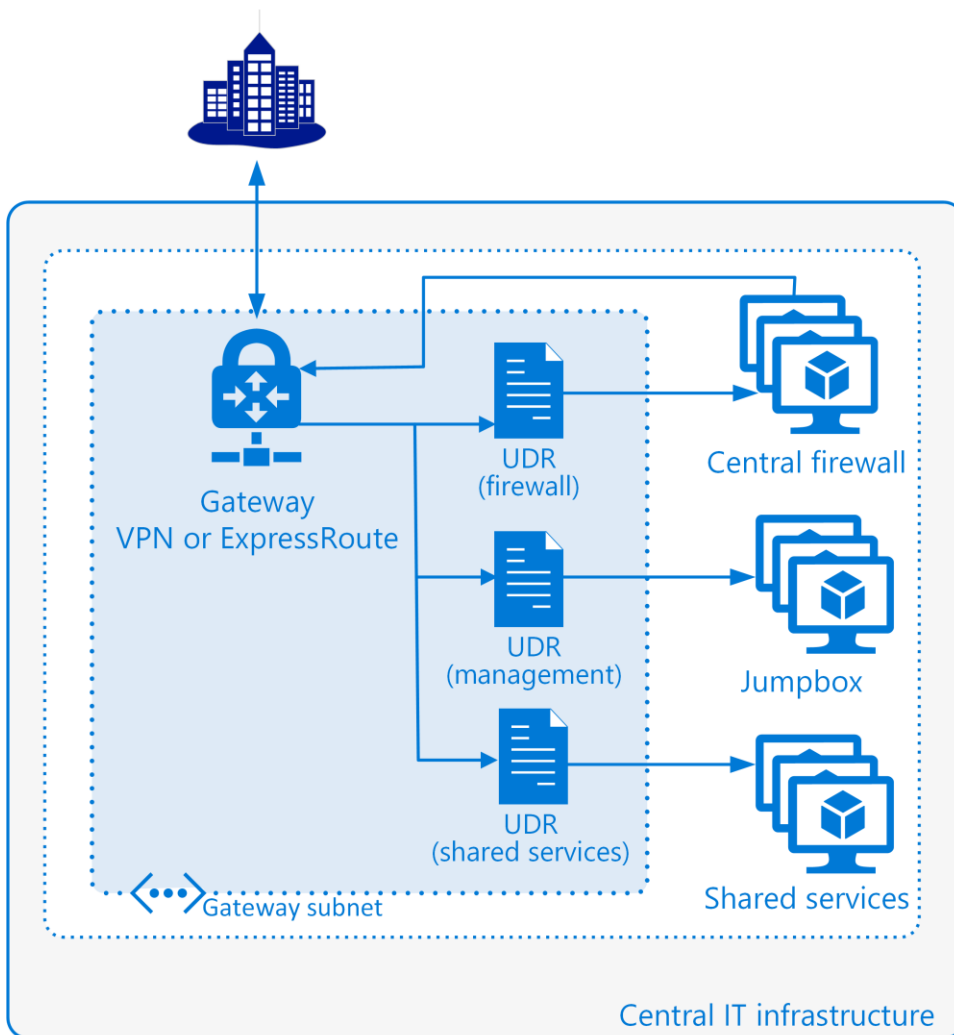 UDR
(firewall)
Central firewall
Gateway
VPN or ExpressRoute
UDR
(management)
Jumpbox
UDR
(shared services)
Shared services
Gateway subnet
Central IT infrastructure